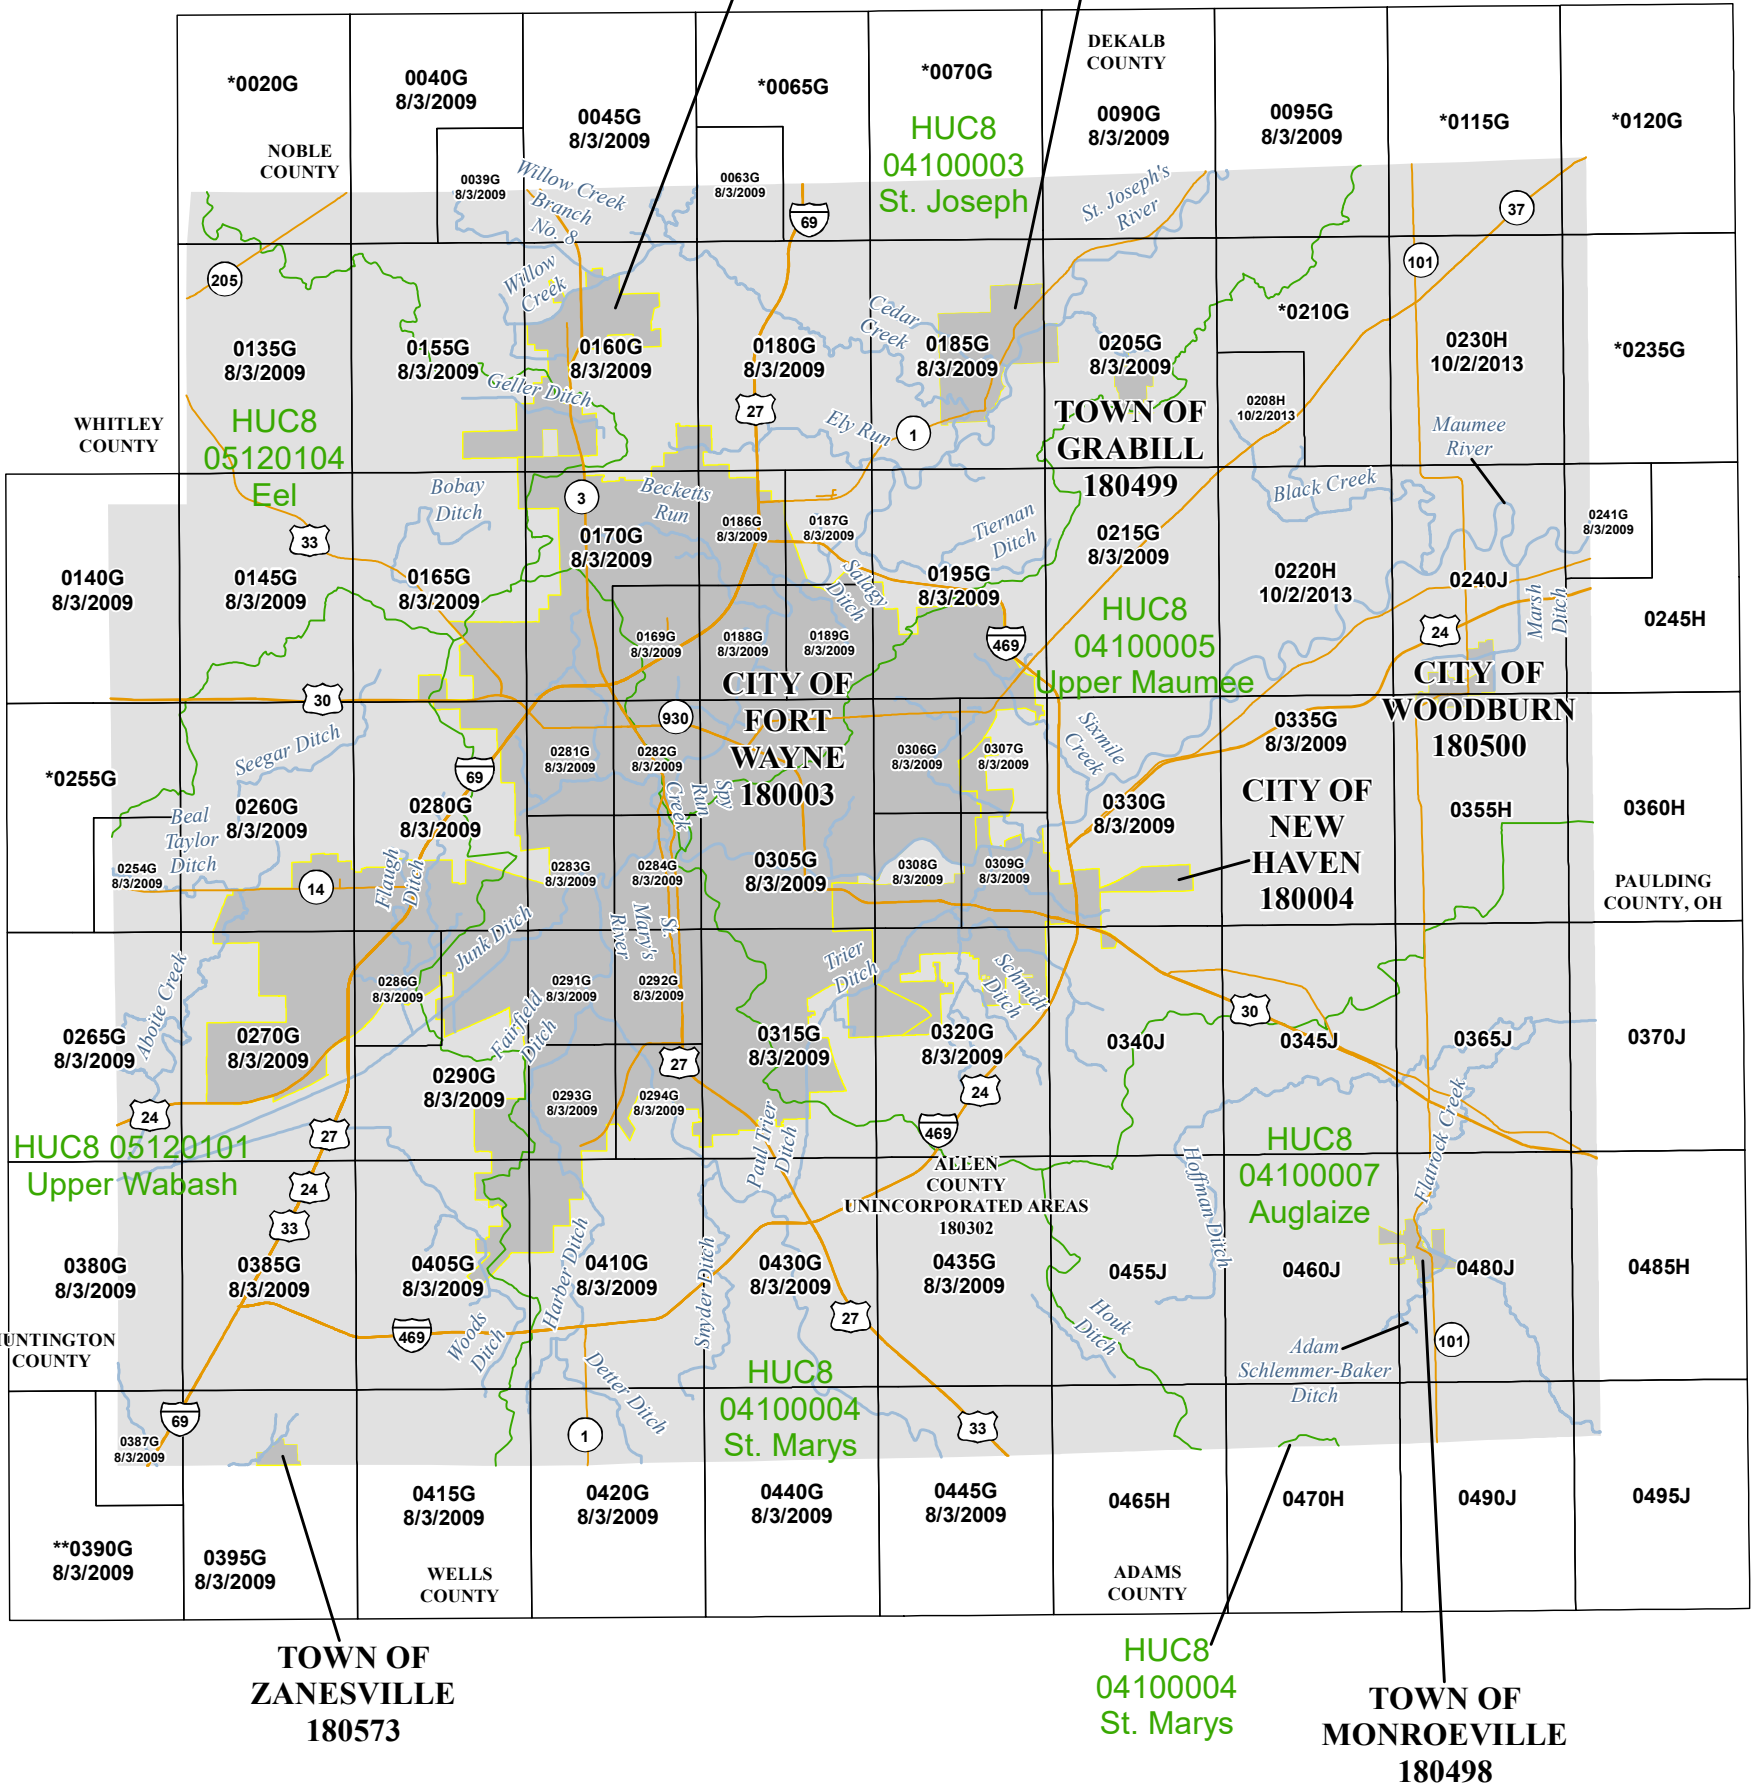 *0020G
0040G
8/3/2009
0045G
8/3/2009
*0065G
*0070G
DEKALB
COUNTY
0090G
8/3/2009
0095G
8/3/2009
*0115G
*0120G
NOBLE
COUNTY
0039G
8/3/2009
Willow Creek
Branch
No. 8
0063G
8/3/2009
69
HUC8
04100003
St. Joseph
St. Joseph's
River
37
205
Willow
Creek
Cedar
Creek
101
*0210G
0135G
8/3/2009
0155G
8/3/2009
0160G
8/3/2009
0180G
8/3/2009
0185G
8/3/2009
0205G
8/3/2009
0230H
10/2/2013
*0235G
Geller Ditch
27
Ely Run
1
0208H
10/2/2013
WHITLEY
COUNTY
HUC8
05120104
Eel
TOWN OF
GRABILL
180499
Maumee
River
Bobay
Ditch
3
Becketts
Run
Black Creek
33
0170G
8/3/2009
0186G
8/3/2009
0187G
8/3/2009
Tiernan
Ditch
0215G
8/3/2009
0241G
8/3/2009
0140G
8/3/2009
0145G
8/3/2009
0165G
8/3/2009
Salagy
Ditch
0195G
8/3/2009
0220H
10/2/2013
0240J
Marsh
Ditch
0245H
0169G
8/3/2009
0188G
8/3/2009
0189G
8/3/2009
469
HUC8
04100005
Upper Maumee
24
CITY OF
WOODBURN
180500
30
CITY OF
FORT
WAYNE
180003
930
*0255G
Seegar Ditch
69
0281G
8/3/2009
0282G
8/3/2009
Spy
Run
Creek
0306G
8/3/2009
0307G
8/3/2009
Sixmile
Creek
0335G
8/3/2009
0260G
8/3/2009
0280G
8/3/2009
0330G
8/3/2009
CITY OF
NEW
HAVEN
180004
0355H
0360H
Beal
Taylor
Ditch
0254G
8/3/2009
14
Flaugh
Ditch
0283G
8/3/2009
0284G
8/3/2009
0305G
8/3/2009
0308G
8/3/2009
0309G
8/3/2009
PAULDING
COUNTY, OH
Aboite Creek
Junk Ditch
St.
Mary's
River
Trier
Ditch
Schmidt
Ditch
0286G
8/3/2009
0291G
8/3/2009
0292G
8/3/2009
Fairfield
Ditch
30
0265G
8/3/2009
0270G
8/3/2009
0290G
8/3/2009
0315G
8/3/2009
0320G
8/3/2009
0340J
0345J
0365J
0370J
27
0293G
8/3/2009
0294G
8/3/2009
24
24
27
469
Paul Trier
Ditch
HUC8 05120101
Upper Wabash
24
33
ALLEN
COUNTY
UNINCORPORATED AREAS
180302
Hoffman Ditch
HUC8
04100007
Auglaize
Flatrock Creek
0380G
8/3/2009
0385G
8/3/2009
0405G
8/3/2009
Harber Ditch
0410G
8/3/2009
Snyder Ditch
0430G
8/3/2009
0435G
8/3/2009
0455J
0460J
0480J
0485H
27
469
Woods
Ditch
Houk
Ditch
Adam
Schlemmer-Baker
Ditch
101
UNTINGTON
COUNTY
Detter Ditch
HUC8
04100004
St. Marys
69
0387G
8/3/2009
1
33
**0390G
8/3/2009
0395G
8/3/2009
0415G
8/3/2009
0420G
8/3/2009
0440G
8/3/2009
0445G
8/3/2009
0465H
0470H
0490J
0495J
WELLS
COUNTY
ADAMS
COUNTY
TOWN OF
ZANESVILLE
180573
HUC8
04100004
St. Marys
TOWN OF
MONROEVILLE
180498